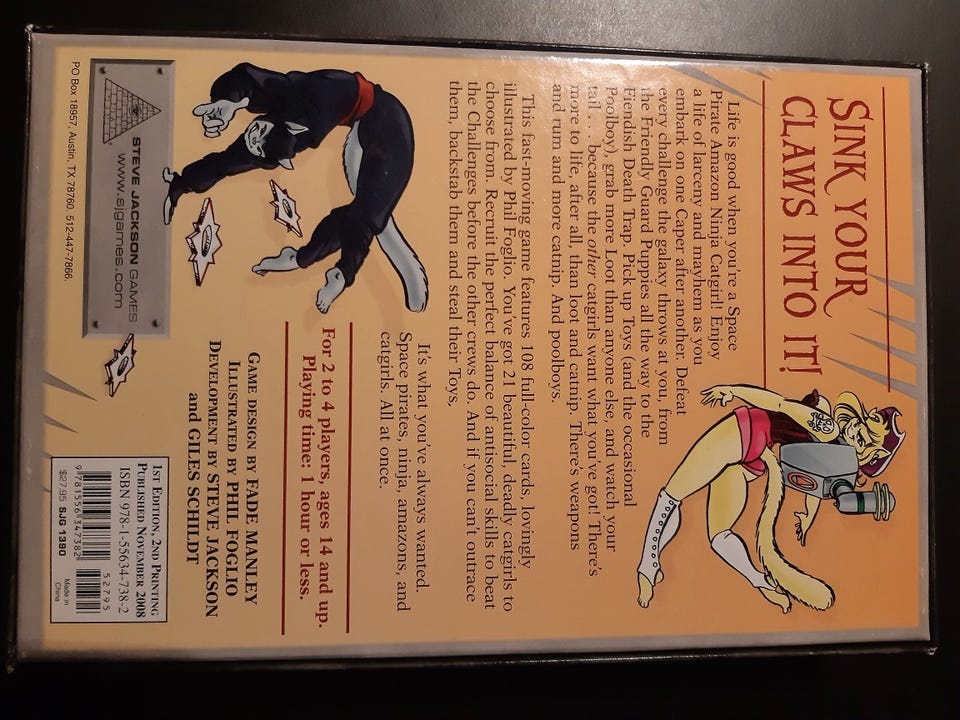 SINK YOUR
CLAWS INTO IT!
Life is good when you're a Space
Pirate Amazon Ninja Catgirl! Enjoy
a life of larceny and mayhem as you
embark on one Caper after another. Defeat
every challenge the galaxy throws at you, from
the Friendly Guard Puppies all the way to the
Fiendish Death Trap. Pick up Toys (and the occasional
Poolboy), grab more Loot than anyone else, and watch your
tail . . . because the other catgirls want what you've got! There's
more to life, after all, than loot and catnip. There's weapons
and rum and more catnip. And poolboys.
This fast-moving game features 108 full-color cards, lovingly
illustrated by Phil Foglio. You've got 21 beautiful, deadly catgirls to
choose from. Recruit the perfect balance of antisocial skills to beat
the Challenges before the other crews do. And if you can't outrace
them, backstab them and steal their Toys.
It's what you've always wanted.
Space pirates, ninja, amazons, and
catgirls. All at once.
For 2 to 4 players, ages 14 and up.
Playing time: 1 hour or less.
GAME DESIGN BY FADE MANLEY
ILLUSTRATED BY PHIL FOGLIO
DEVELOPMENT BY STEVE JACKSON
and GILES SCHILDT
STEVE JACKSON GAMES
www.sjgames.com
PO Box 18957, Austin, TX 78760 512-447-7866.
1ST EDITION, 2ND PRINTING
PUBLISHED NOVEMBER 2008
ISBN 978-1-55634-738-2
9 781556 347382
52795
$27.95 SJG 1390
Made in
China